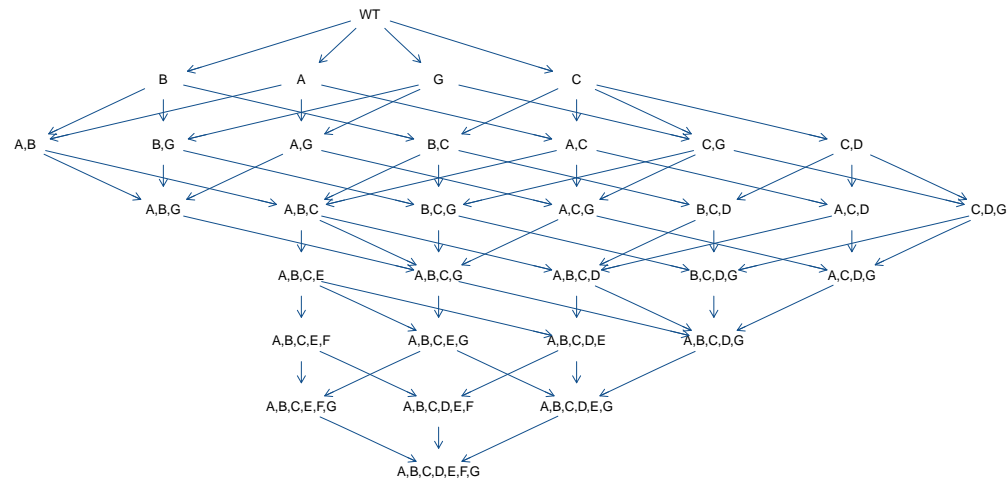 WT
B A G C
A,B B,G A,G B,C A,C C,G C,D
A,B,G A,B,C B,C,G A,C,G B,C,D A,C,D C,D,G
A,B,C,E A,B,C,G A,B,C,D B,C,D,G A,C,D,G
A,B,C,E,F A,B,C,E,G A,B,C,D,E A,B,C,D,G
A,B,C,E,F,G A,B,C,D,E,F A,B,C,D,E,G
A,B,C,D,E,F,G